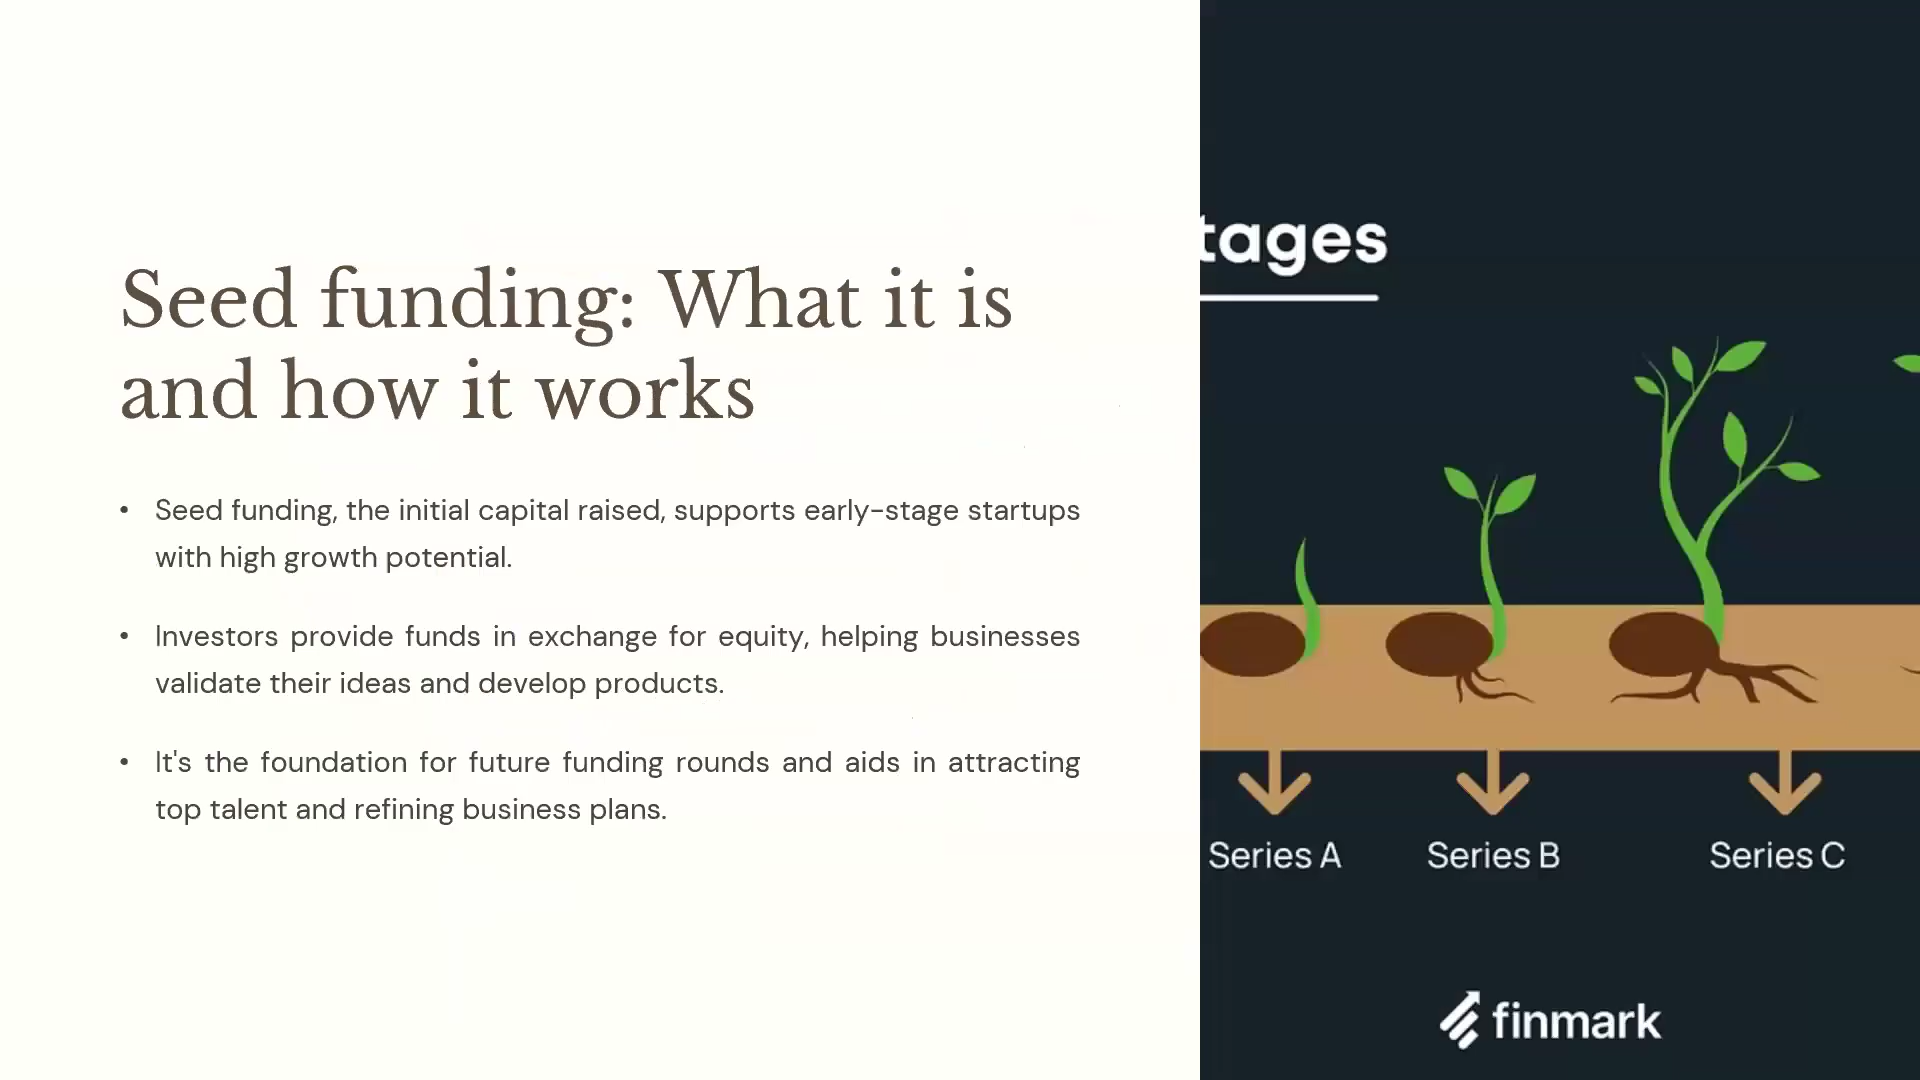 Seed funding: What it is
and how it works
• Seed funding, the initial capital raised, supports early-stage startups
with high growth potential.
• Investors provide funds in exchange for equity, helping businesses
validate their ideas and develop products.
• It's the foundation for future funding rounds and aids in attracting
top talent and refining business plans.
tages
Series A
Series B
Series C
finmark